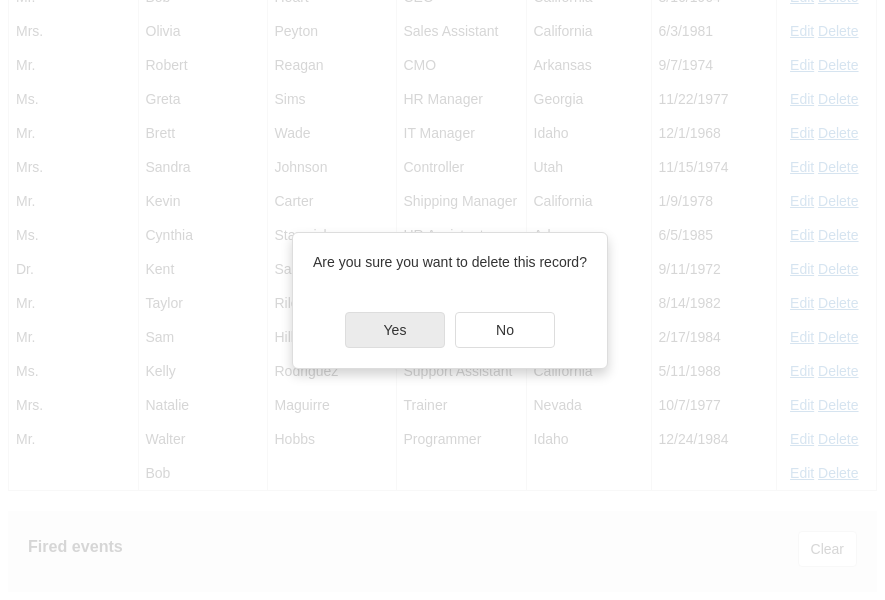 Mrs. Olivia Peyton Sales Assistant California 6/3/1981 Edit Delete
Mr. Robert Reagan CMO Arkansas 9/7/1974 Edit Delete
Ms. Greta Sims HR Manager Georgia 11/22/1977 Edit Delete
Mr. Brett Wade IT Manager Idaho 12/1/1968 Edit Delete
Mrs. Sandra Johnson Controller Utah 11/15/1974 Edit Delete
Mr. Kevin Carter Shipping Manager California 1/9/1978 Edit Delete
Ms. Cynthia 6/5/1985 Edit Delete
Dr. Kent 9/11/1972 Edit Delete
Mr. Taylor 8/14/1982 Edit Delete
Mr. Sam 2/17/1984 Edit Delete
Ms. Kelly Rodriguez Support Assistant California 5/11/1988 Edit Delete
Mrs. Natalie Maguirre Trainer Nevada 10/7/1977 Edit Delete
Mr. Walter Hobbs Programmer Idaho 12/24/1984 Edit Delete
Bob Edit Delete
Are you sure you want to delete this record?
Yes No
Fired events
Clear